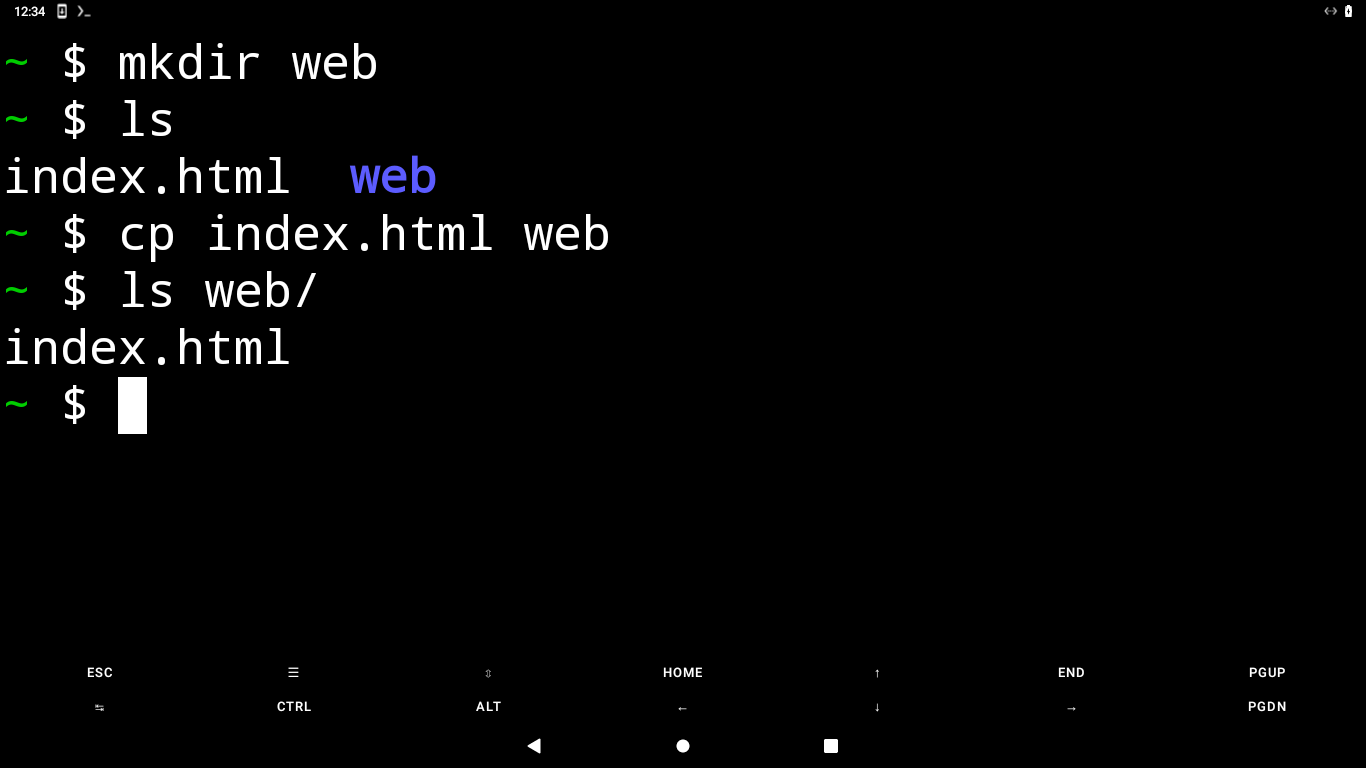 12:34
~ $ mkdir web
~ $ ls
index.html  web
~ $ cp index.html web
~ $ ls web/
index.html
~ $
ESC ☰ ⇳ HOME ↑ END PGUP
↹ CTRL ALT ← ↓ → PGDN